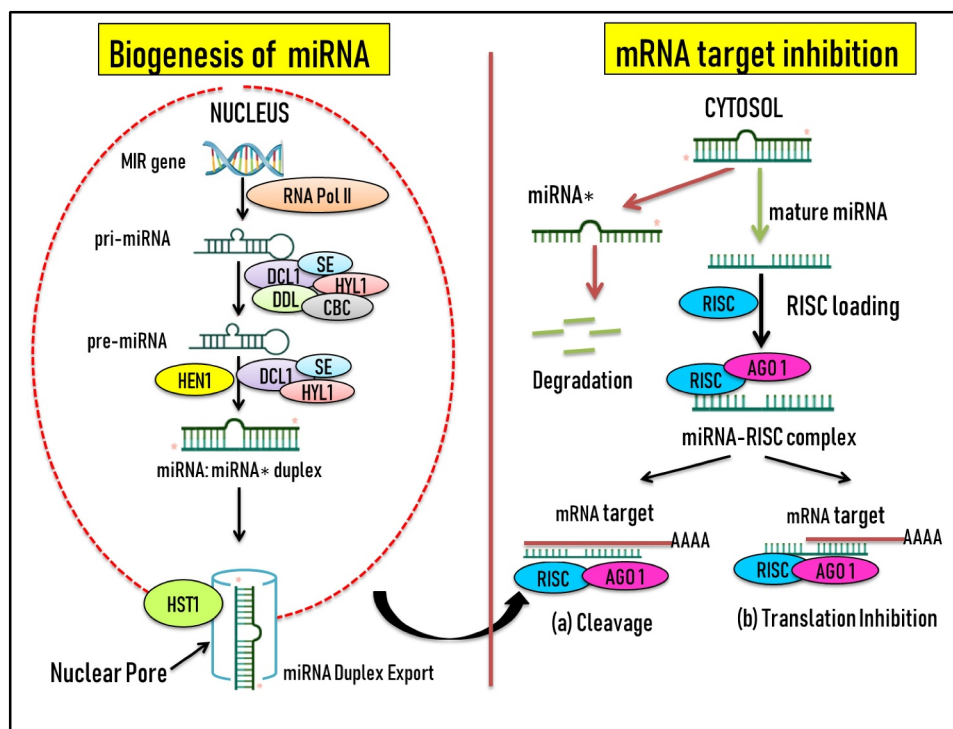 Biogenesis of miRNA
NUCLEUS
MIR gene
RNA Pol II
pri-miRNA
SE
DCL1
HYL1
DDL
CBC
pre-miRNA
SE
HEN1
DCL1
HYL1
miRNA: miRNA* duplex
HST1
Nuclear Pore
miRNA Duplex Export
mRNA target inhibition
CYTOSOL
miRNA*
mature miRNA
RISC
RISC loading
Degradation
AGO 1
RISC
miRNA-RISC complex
mRNA target
AAAA
RISC
AGO 1
(a) Cleavage
mRNA target
AAAA
RISC
AGO 1
(b) Translation Inhibition